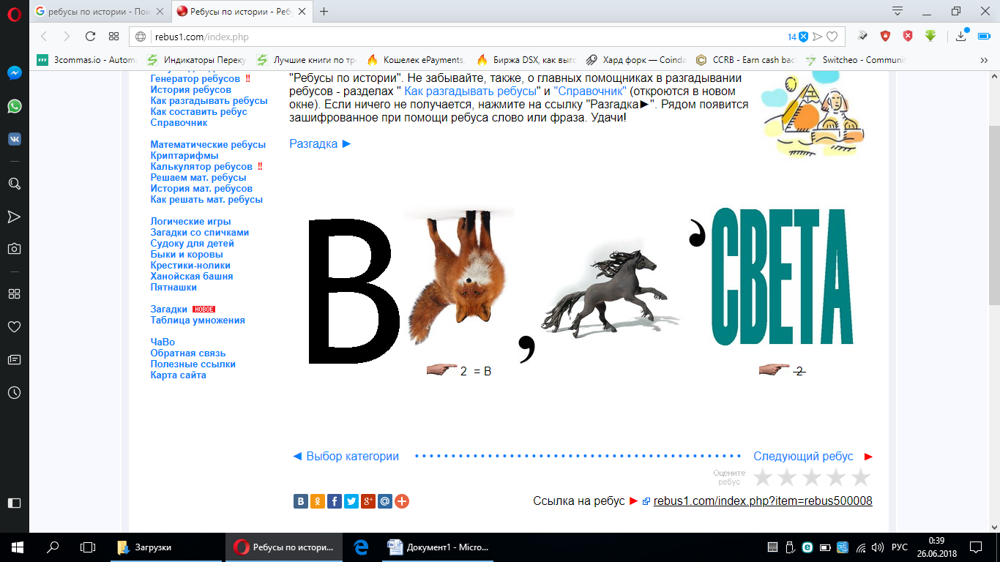 ребусы по истории - Пои
Ребусы по истории - Реб
rebus1.com/index.php
14
3commas.io - Autom
Индикаторы Переку
Лучшие книги по тр
Кошелек ePayments,
Биржа DSX, как выго
Хард форк — Coinda
CCRB - Earn cash bac
Switcheo - Communit
Генератор ребусов !!
История ребусов
Как разгадывать ребусы
Как составить ребус
Справочник
Математические ребусы
Криптарифмы
Калькулятор ребусов !!
Решаем мат. ребусы
История мат. ребусов
Как решать мат. ребусы
Логические игры
Загадки со спичками
Судоку для детей
Быки и коровы
Крестики-нолики
Ханойская башня
Пятнашки
Загадки НОВОЕ
Таблица умножения
ЧаВо
Обратная связь
Полезные ссылки
Карта сайта
"Ребусы по истории". Не забывайте, также, о главных помощниках в разгадывании
ребусов - разделах " Как разгадывать ребусы" и "Справочник" (откроются в новом
окне). Если ничего не получается, нажмите на ссылку "Разгадка►". Рядом появится
зашифрованное при помощи ребуса слово или фраза. Удачи!
Разгадка ►
В , ’ СВЕТА
2 = В
2
◄ Выбор категории
Следующий ребус ►
Оцените
ребус
Ссылка на ребус ► rebus1.com/index.php?item=rebus500008
Загрузки
Ребусы по истори...
Документ1 - Micro...
РУС
0:39
26.06.2018